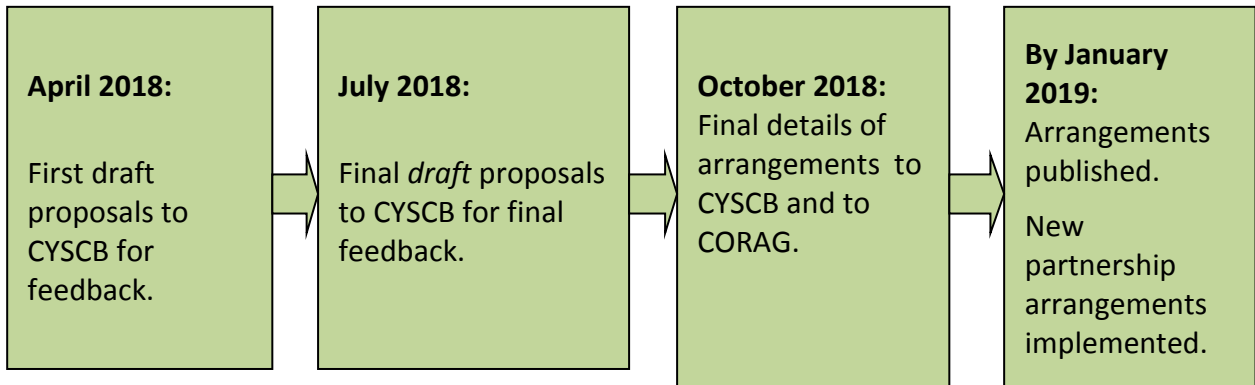 April 2018:
First draft
proposals to
CYSCB for
feedback.
July 2018:
Final draft proposals
to CYSCB for final
feedback.
October 2018:
Final details of
arrangements to
CYSCB and to
CORAG.
By January
2019:
Arrangements
published.
New
partnership
arrangements
implemented.